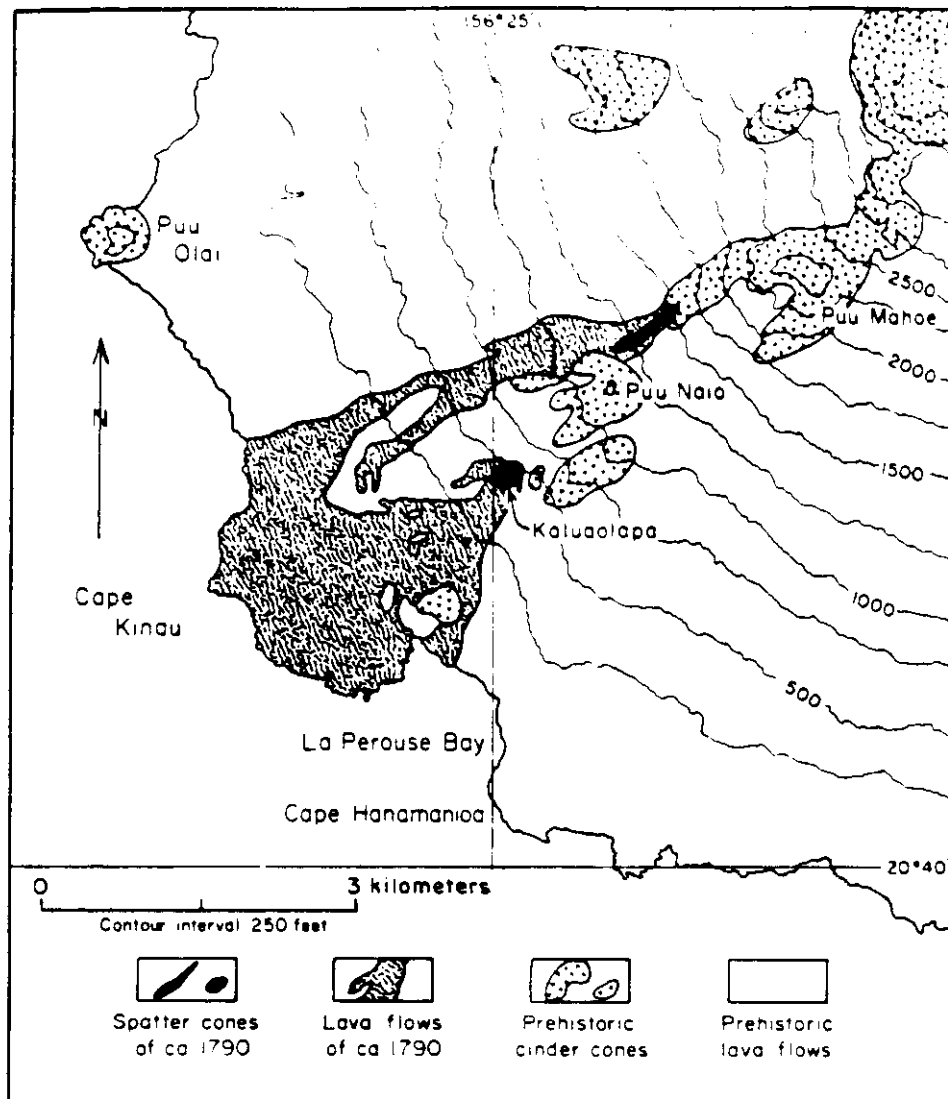 156°25'
Puu
Olai
N
2500
Puu Mahoe
2000
Puu Naio
1500
Kaluaolapa
Cape
Kinau
1000
500
La Perouse Bay
Cape Hanamanioa
20°40'
0 3 kilometers
Contour interval 250 feet
Spatter cones
of ca 1790
Lava flows
of ca 1790
Prehistoric
cinder cones
Prehistoric
lava flows